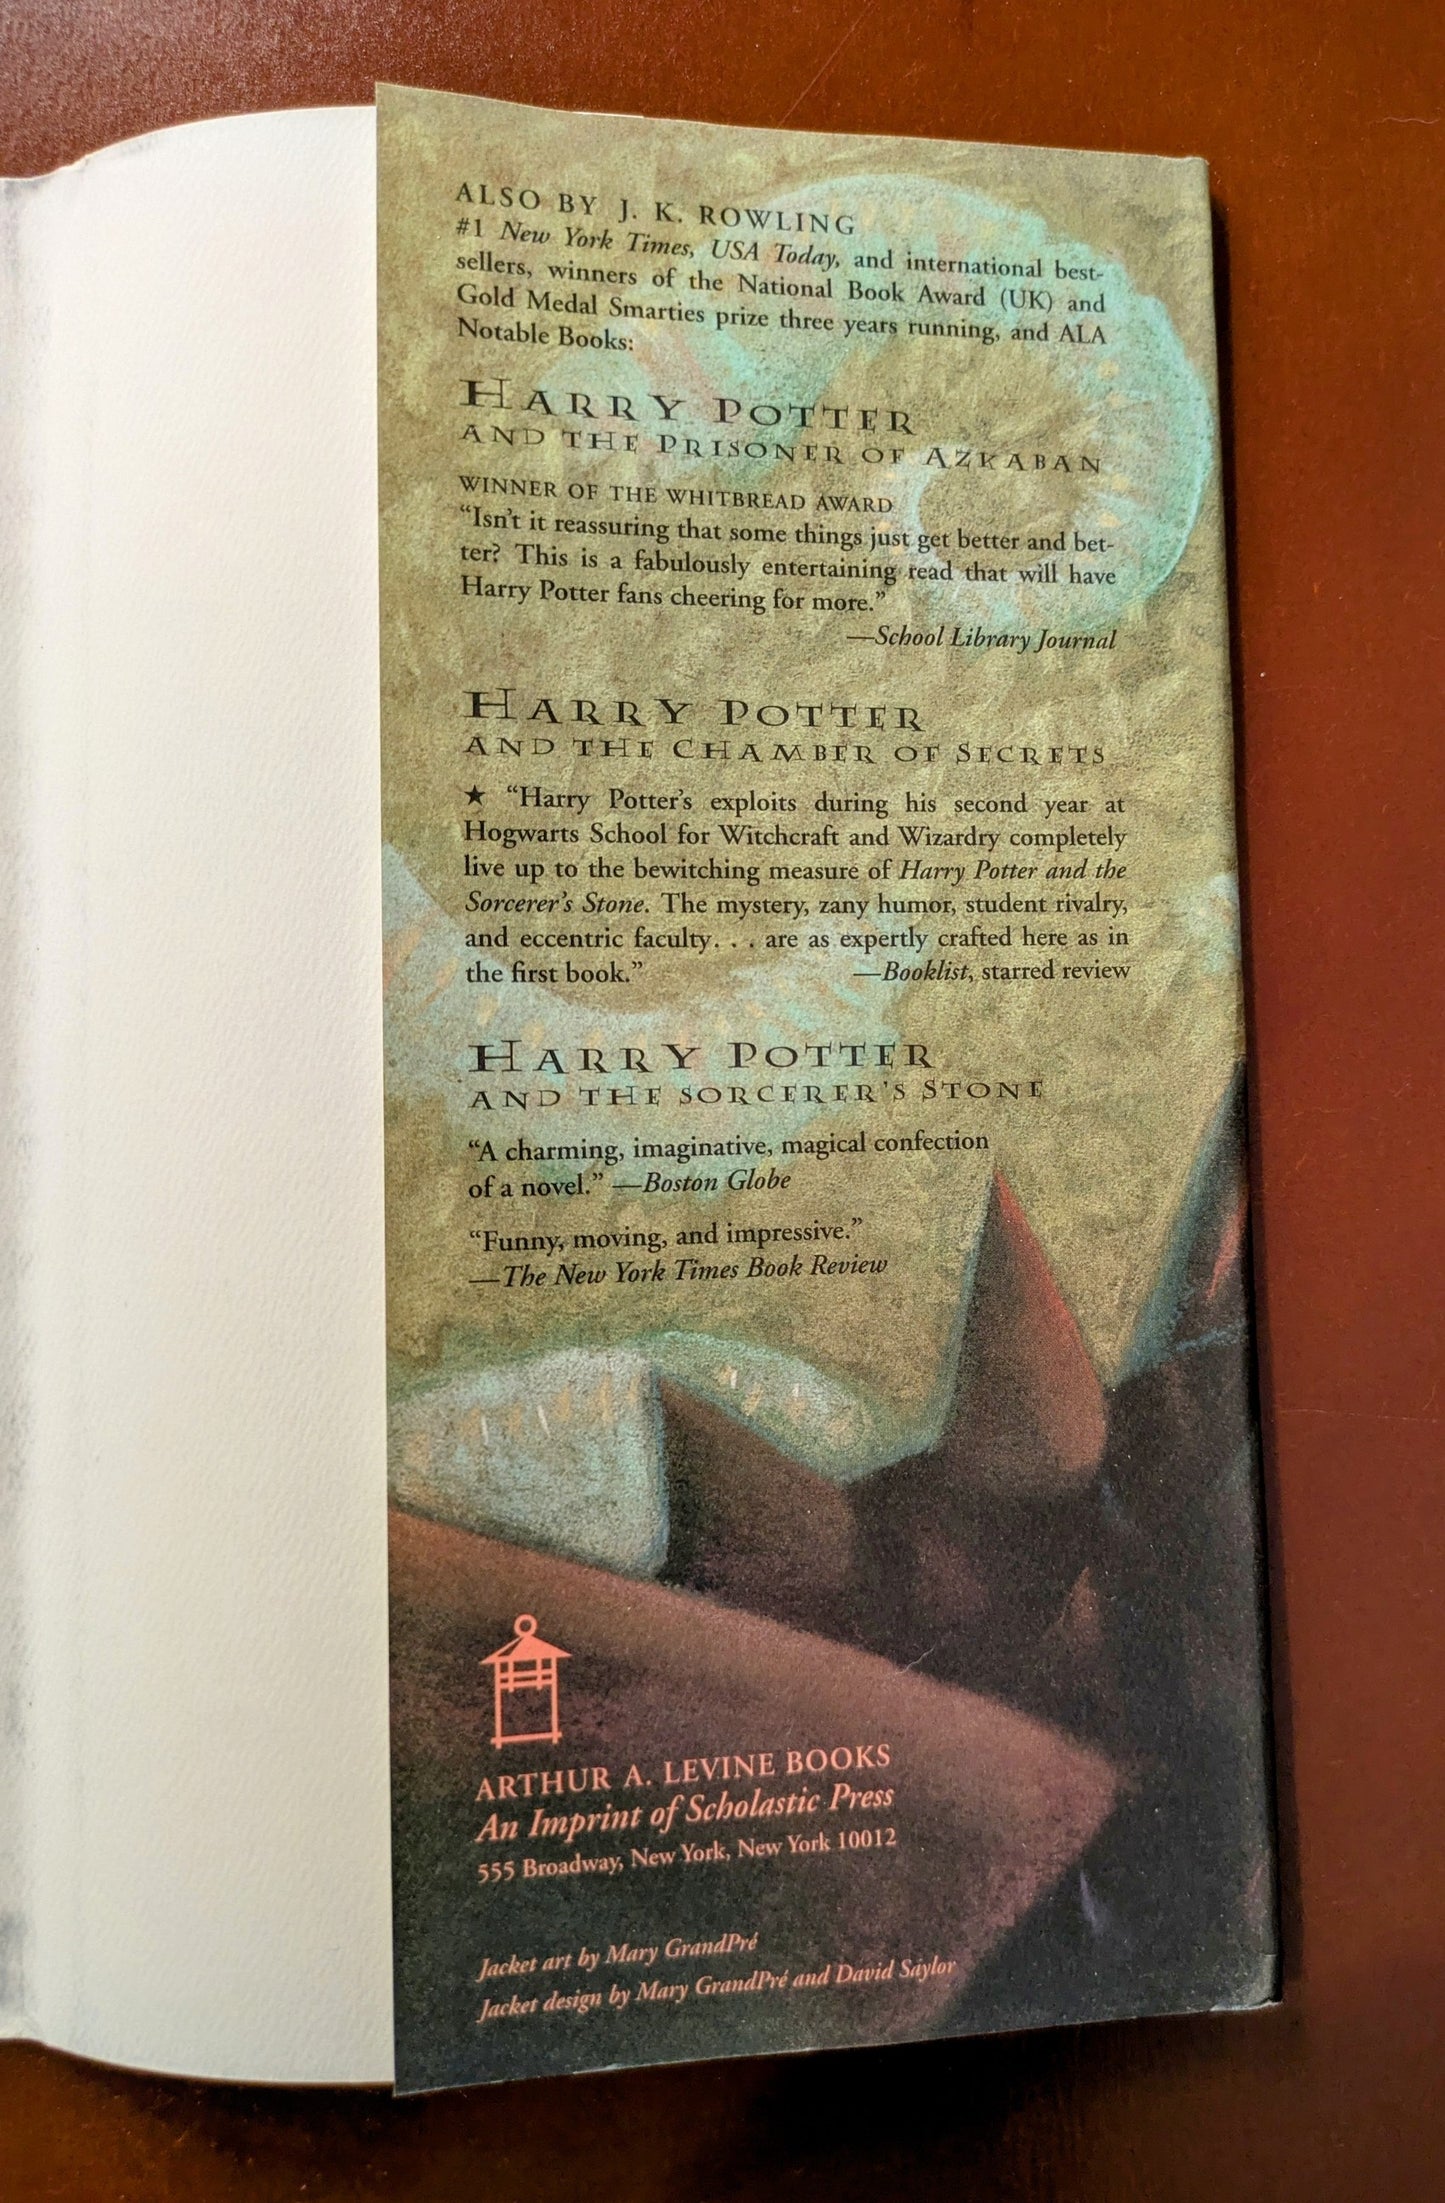 ALSO BY J. K. ROWLING
#1 New York Times, USA Today, and international best-
sellers, winners of the National Book Award (UK) and
Gold Medal Smarties prize three years running, and ALA
Notable Books:
HARRY POTTER
AND THE PRISONER OF AZKABAN
WINNER OF THE WHITBREAD AWARD
“Isn’t it reassuring that some things just get better and bet-
ter? This is a fabulously entertaining read that will have
Harry Potter fans cheering for more.”
—School Library Journal
HARRY POTTER
AND THE CHAMBER OF SECRETS
★ “Harry Potter’s exploits during his second year at
Hogwarts School for Witchcraft and Wizardry completely
live up to the bewitching measure of Harry Potter and the
Sorcerer’s Stone. The mystery, zany humor, student rivalry,
and eccentric faculty. . . are as expertly crafted here as in
the first book.” —Booklist, starred review
HARRY POTTER
AND THE SORCERER’S STONE
“A charming, imaginative, magical confection
of a novel.” —Boston Globe
“Funny, moving, and impressive.”
—The New York Times Book Review
ARTHUR A. LEVINE BOOKS
An Imprint of Scholastic Press
555 Broadway, New York, New York 10012
Jacket art by Mary GrandPré
Jacket design by Mary GrandPré and David Saylor